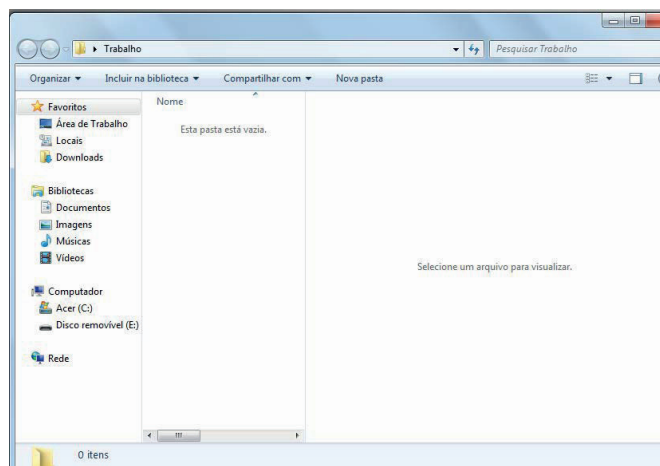 Trabalho
Pesquisar Trabalho
Organizar
Incluir na biblioteca
Compartilhar com
Nova pasta
Favoritos
Área de Trabalho
Locais
Downloads
Bibliotecas
Documentos
Imagens
Músicas
Vídeos
Computador
Acer (C:)
Disco removível (E:)
Rede
Nome
Esta pasta está vazia.
Selecione um arquivo para visualizar.
0 itens